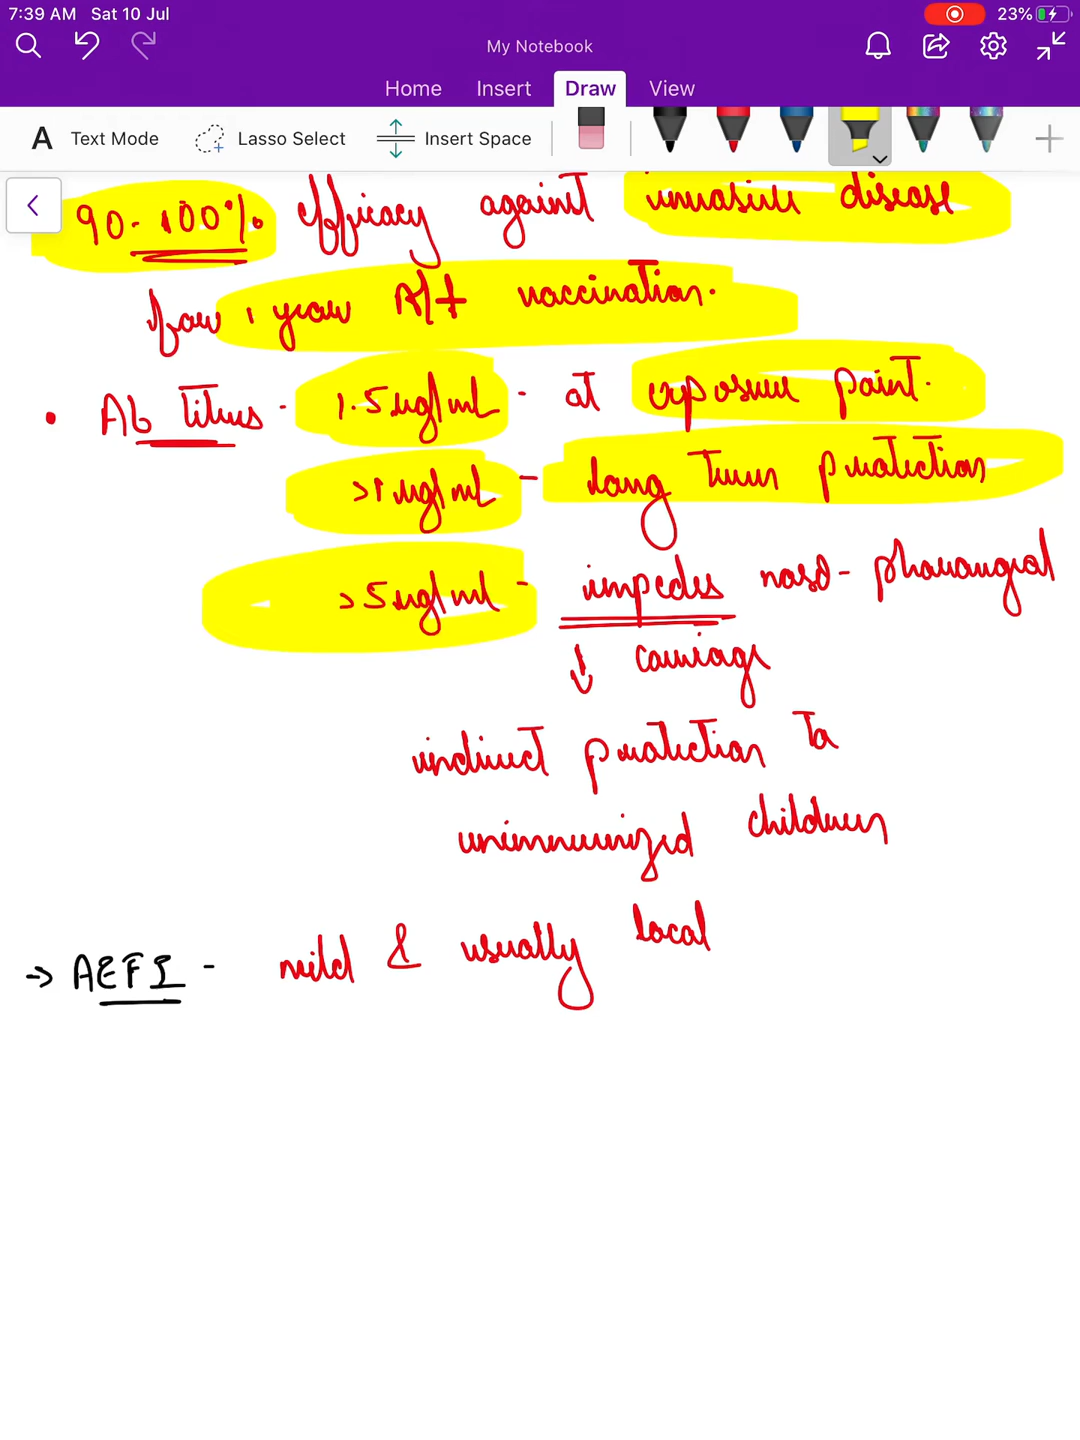 7:39 AM Sat 10 Jul 23%
My Notebook
Home Insert Draw View
A Text Mode Lasso Select Insert Space
90-100% efficacy against invasive disease
for 1 year Aft vaccination.
• Ab titres - 1.5 ug/mL - at exposure point.
>1 ug/mL - long term protection
>5 ug/ml - impedes naso-pharangeal
↓ carriage
indirect protection to
unimmunized children
→ AEFI - mild & usually local